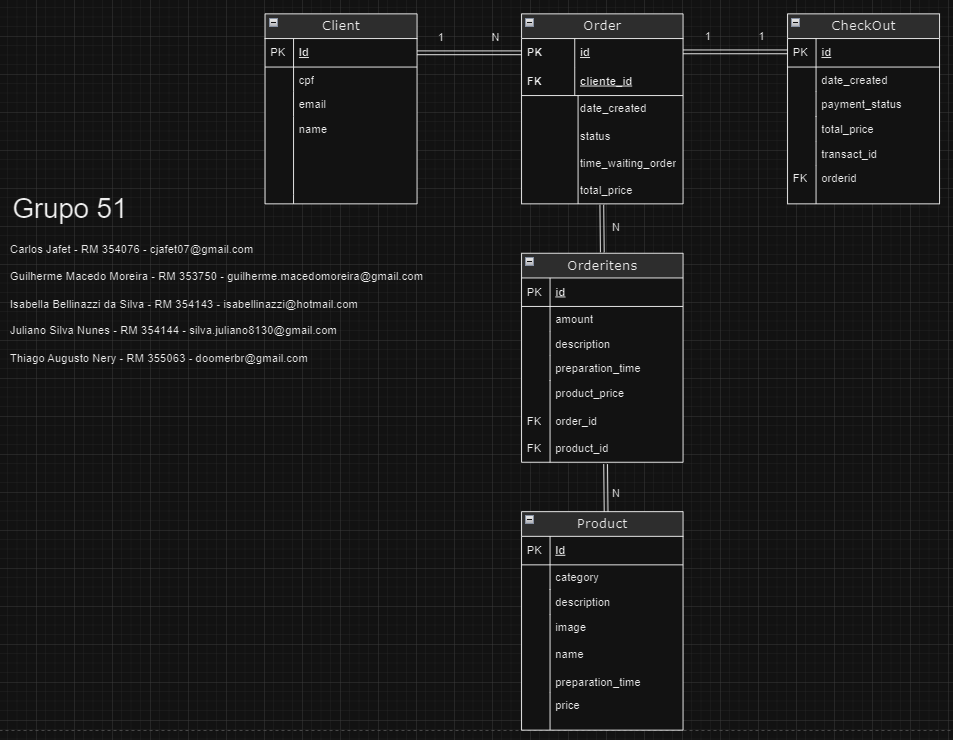 Client
PK Id
cpf
email
name
1 N
Order
PK id
FK cliente_id
date_created
status
time_waiting_order
total_price
1 1
CheckOut
PK id
date_created
payment_status
total_price
transact_id
FK orderid
Grupo 51
Carlos Jafet - RM 354076 - cjafet07@gmail.com
Guilherme Macedo Moreira - RM 353750 - guilherme.macedomoreira@gmail.com
Isabella Bellinazzi da Silva - RM 354143 - isabellinazzi@hotmail.com
Juliano Silva Nunes - RM 354144 - silva.juliano8130@gmail.com
Thiago Augusto Nery - RM 355063 - doomerbr@gmail.com
N
Orderitens
PK id
amount
description
preparation_time
product_price
FK order_id
FK product_id
N
Product
PK Id
category
description
image
name
preparation_time
price